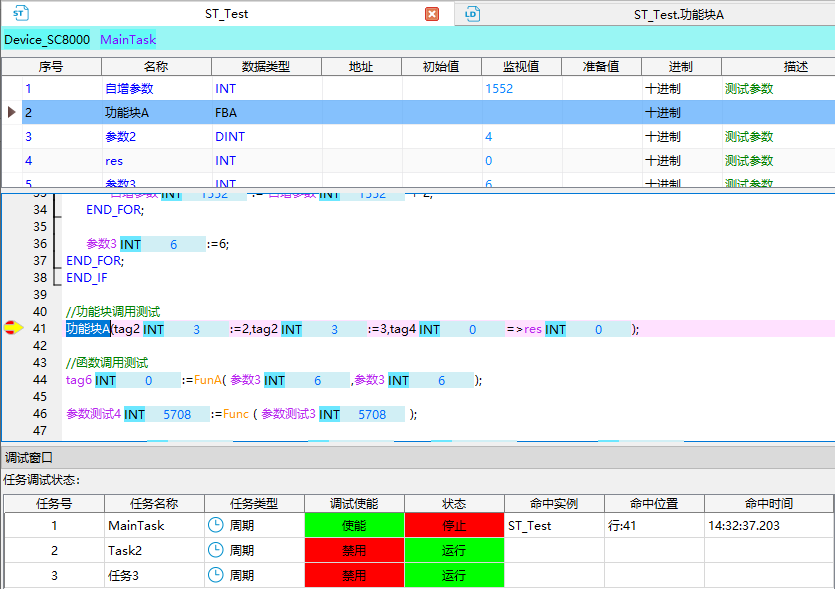 ST ST_Test LD ST_Test.功能块A
Device_SC8000 MainTask
序号 名称 数据类型 地址 初始值 监视值 准备值 进制 描述
1 自增参数 INT 1552 十进制 测试参数
2 功能块A FBA 十进制
3 参数2 DINT 4 十进制 测试参数
4 res INT 0 十进制 测试参数
5 参数3 INT 6 十进制 测试参数
33 自增参数 INT 1552 := 自增参数 INT 1552 + 2;
34 END_FOR;
35
36 参数3 INT 6 :=6;
37 END_FOR;
38 END_IF
39
40 //功能块调用测试
41 功能块A(tag2 INT 3 :=2,tag2 INT 3 :=3,tag4 INT 0 =>res INT 0 );
42
43 //函数调用测试
44 tag6 INT 0 :=FunA( 参数3 INT 6 ,参数3 INT 6 );
45
46 参数测试4 INT 5708 :=Func ( 参数测试3 INT 5708 );
47
调试窗口
任务调试状态:
任务号 任务名称 任务类型 调试使能 状态 命中实例 命中位置 命中时间
1 MainTask 周期 使能 停止 ST_Test 行:41 14:32:37.203
2 Task2 周期 禁用 运行
3 任务3 周期 禁用 运行